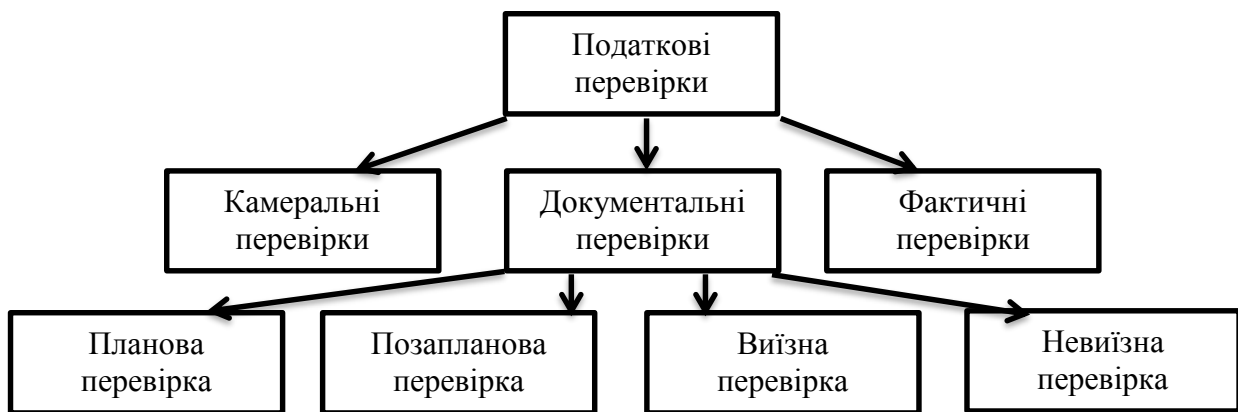 Податкові
перевірки
Камеральні
перевірки
Документальні
перевірки
Фактичні
перевірки
Планова
перевірка
Позапланова
перевірка
Виїзна
перевірка
Невиїзна
перевірка